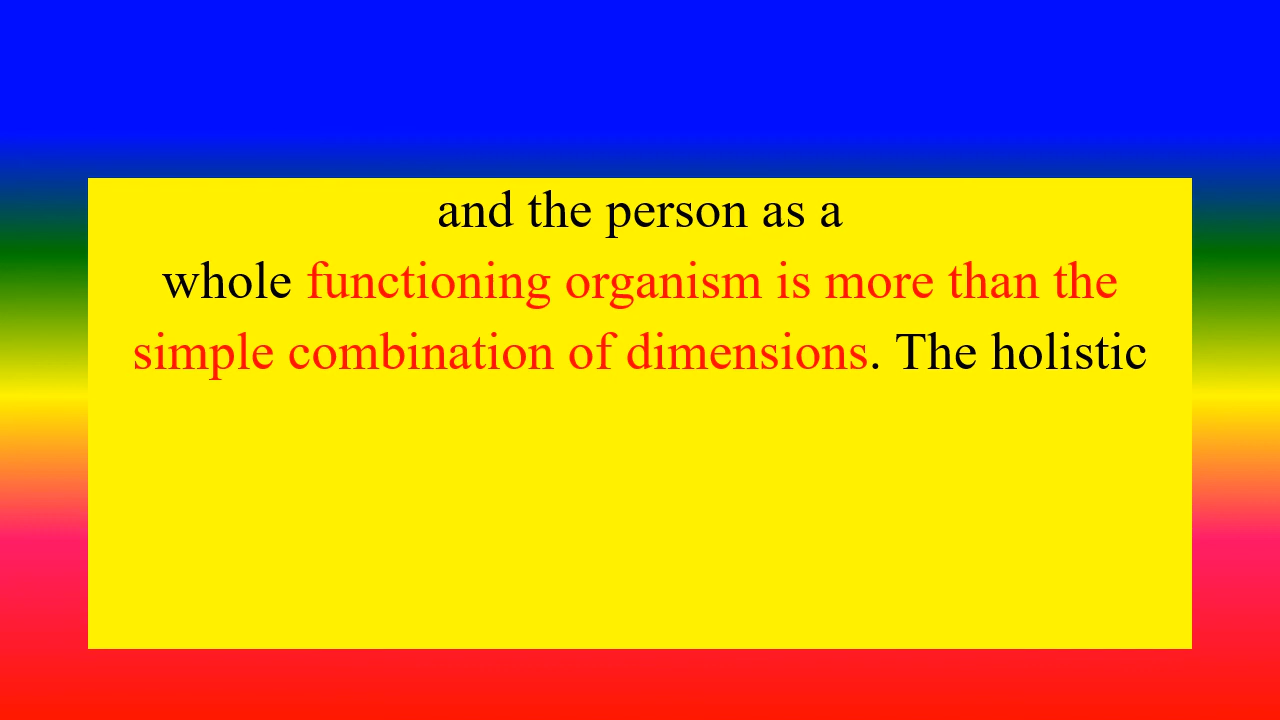 and the person as a
whole functioning organism is more than the
simple combination of dimensions. The holistic